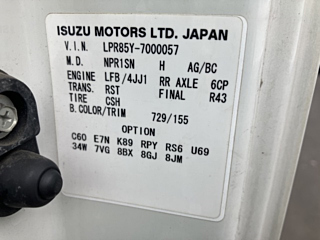 ISUZU MOTORS LTD. JAPAN
V.I.N. LPR85Y-7000057
M.D. NPR1SN H AG/BC
ENGINE LFB/4JJ1 RR AXLE 6CP
TRANS. RST FINAL R43
TIRE CSH
B.COLOR/TRIM 729/155
OPTION
C60 E7N K89 RPY RS6 U69
34W 7VG 8BX 8GJ 8JM